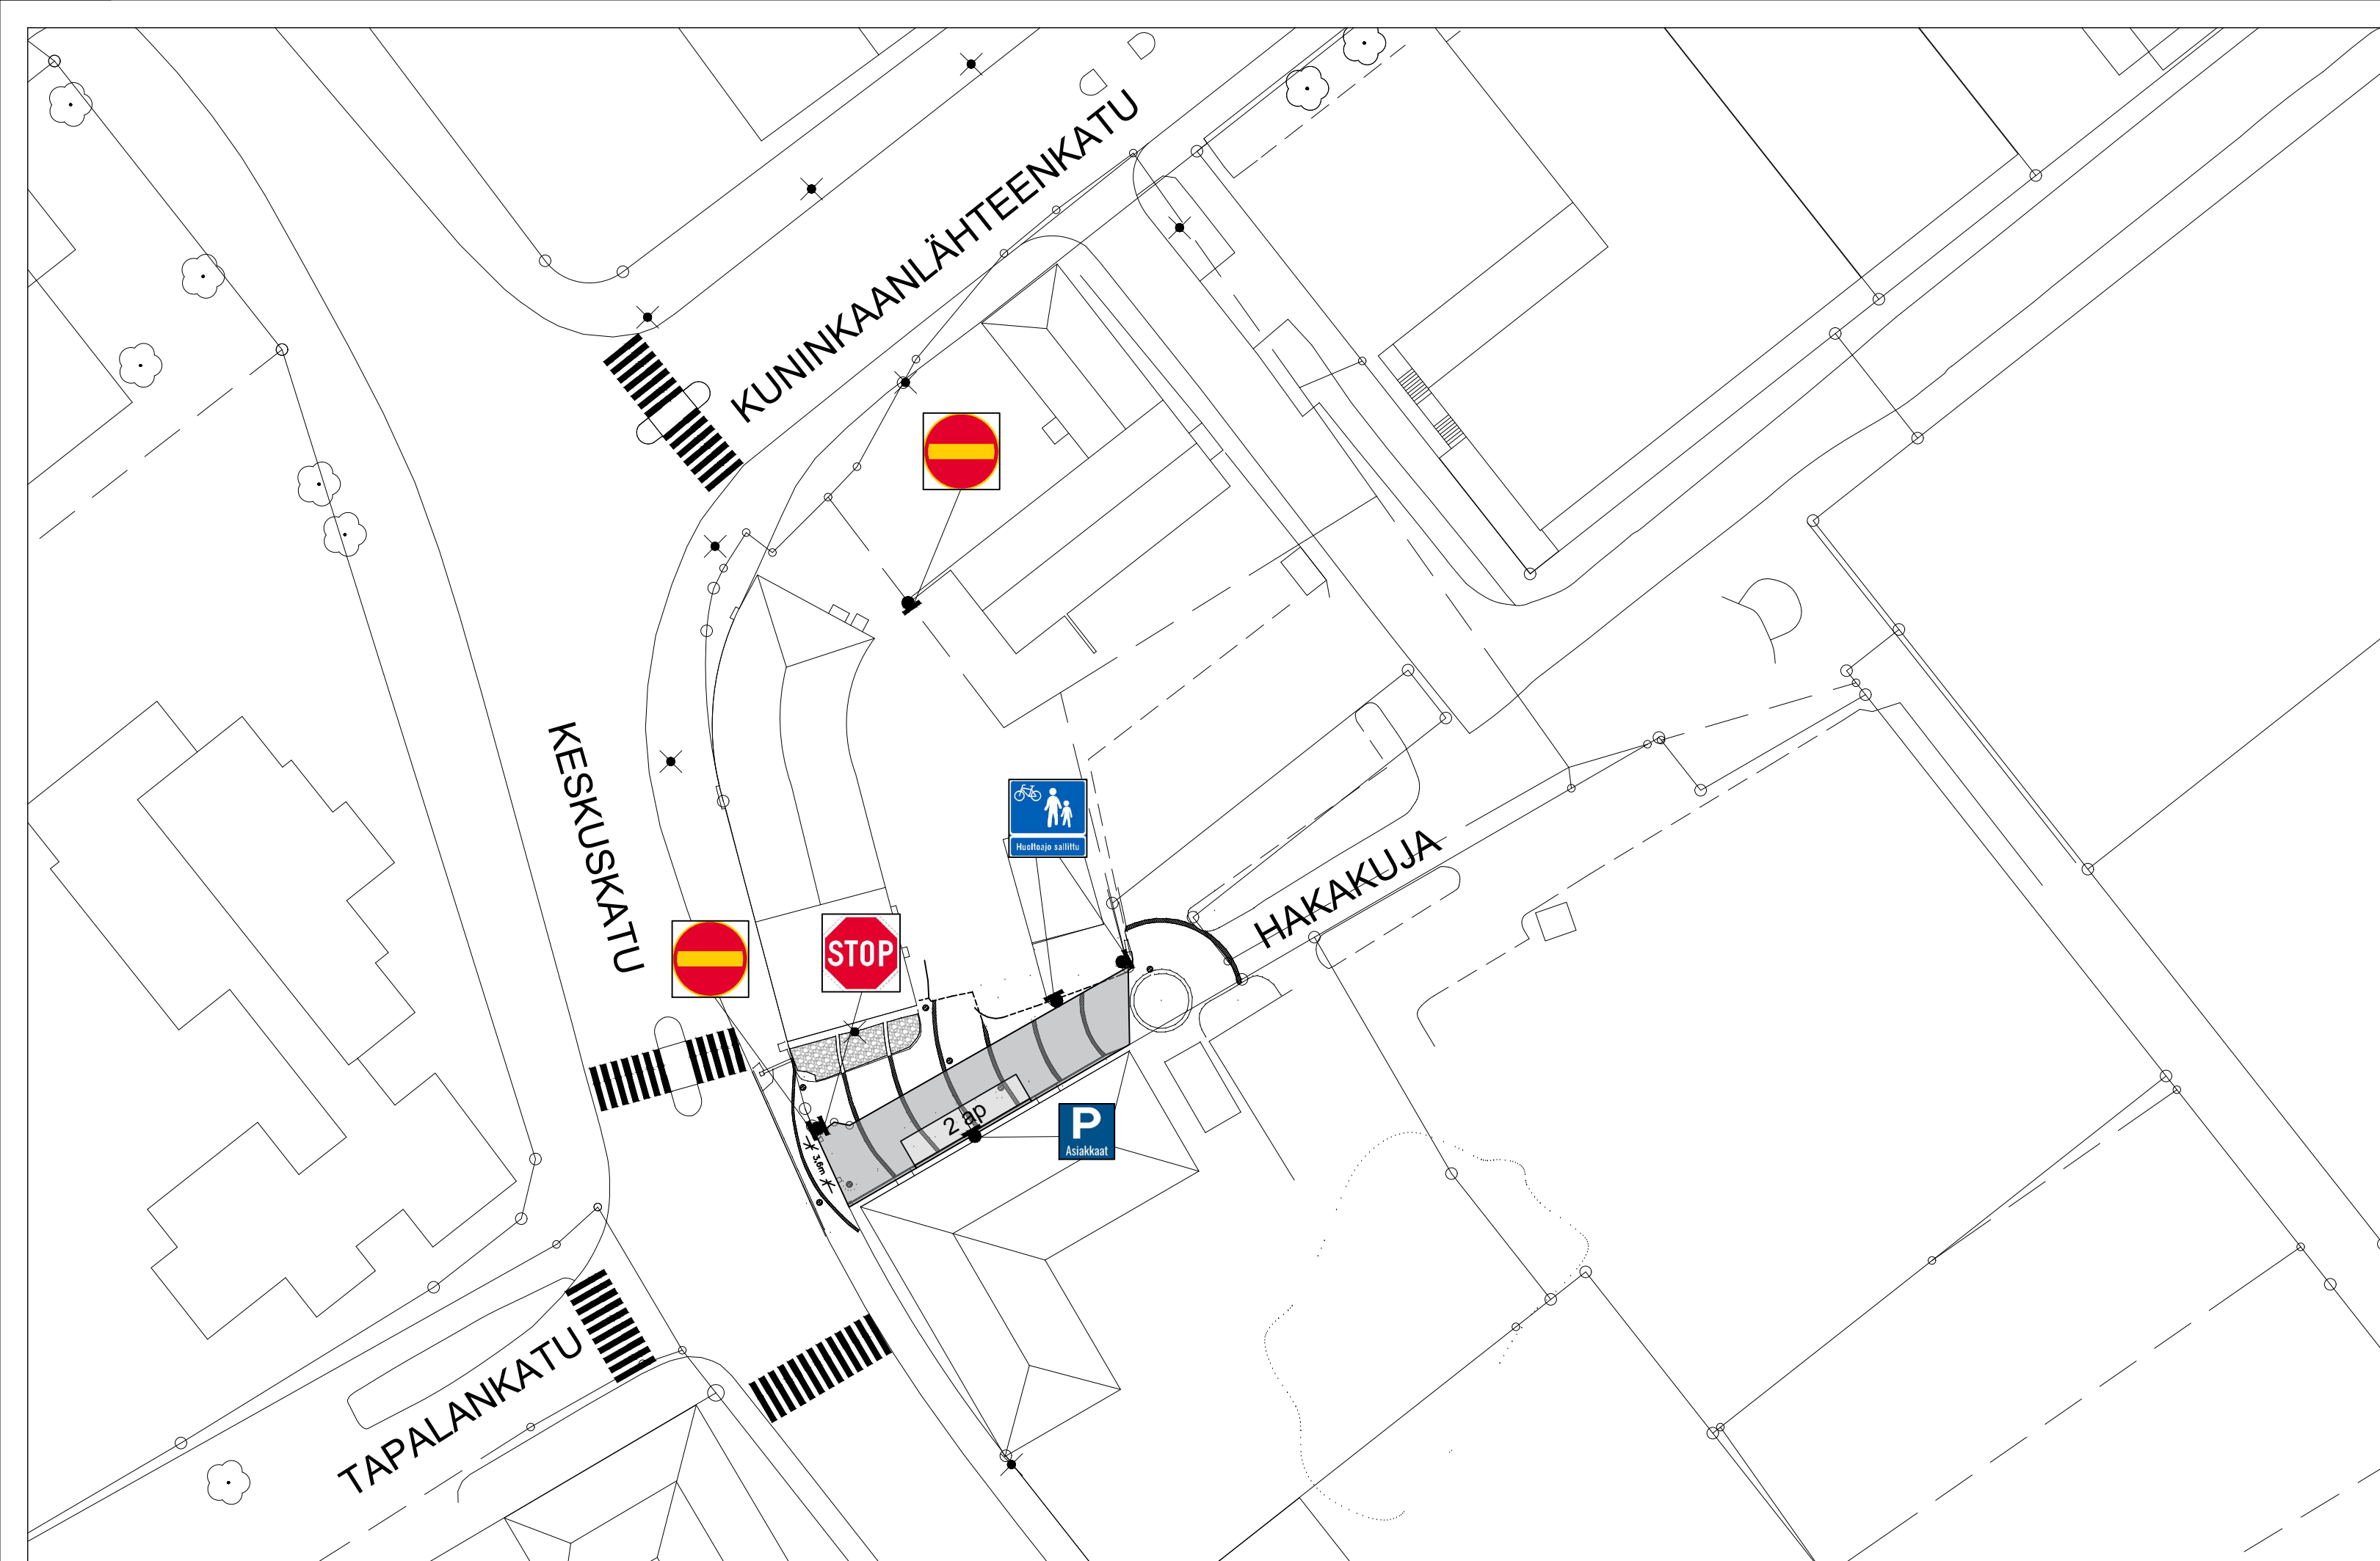 KUNINKAANLÄHTEENKATU
KESKUSKATU
Huoltoajo sallittu
HAKAKUJA
STOP
2 ap
P
Asiakkaat
3,6m
TAPALANKATU